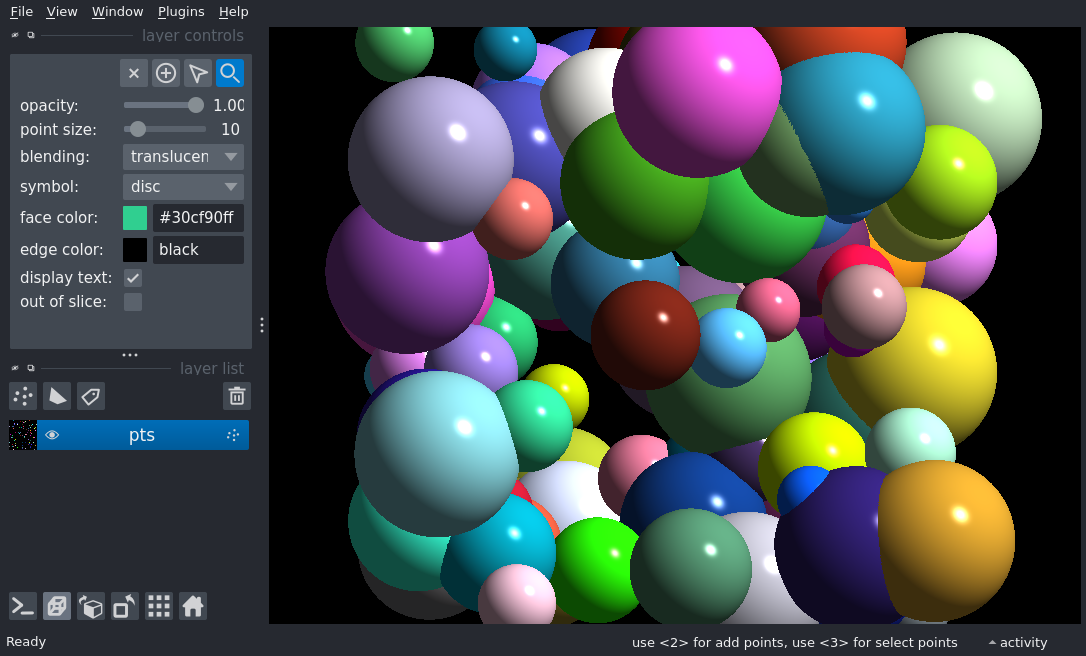 File View Window Plugins Help
layer controls
opacity: 1.00
point size: 10
blending: translucen
symbol: disc
face color: #30cf90ff
edge color: black
display text:
out of slice:
layer list
pts
Ready
use <2> for add points, use <3> for select points
activity